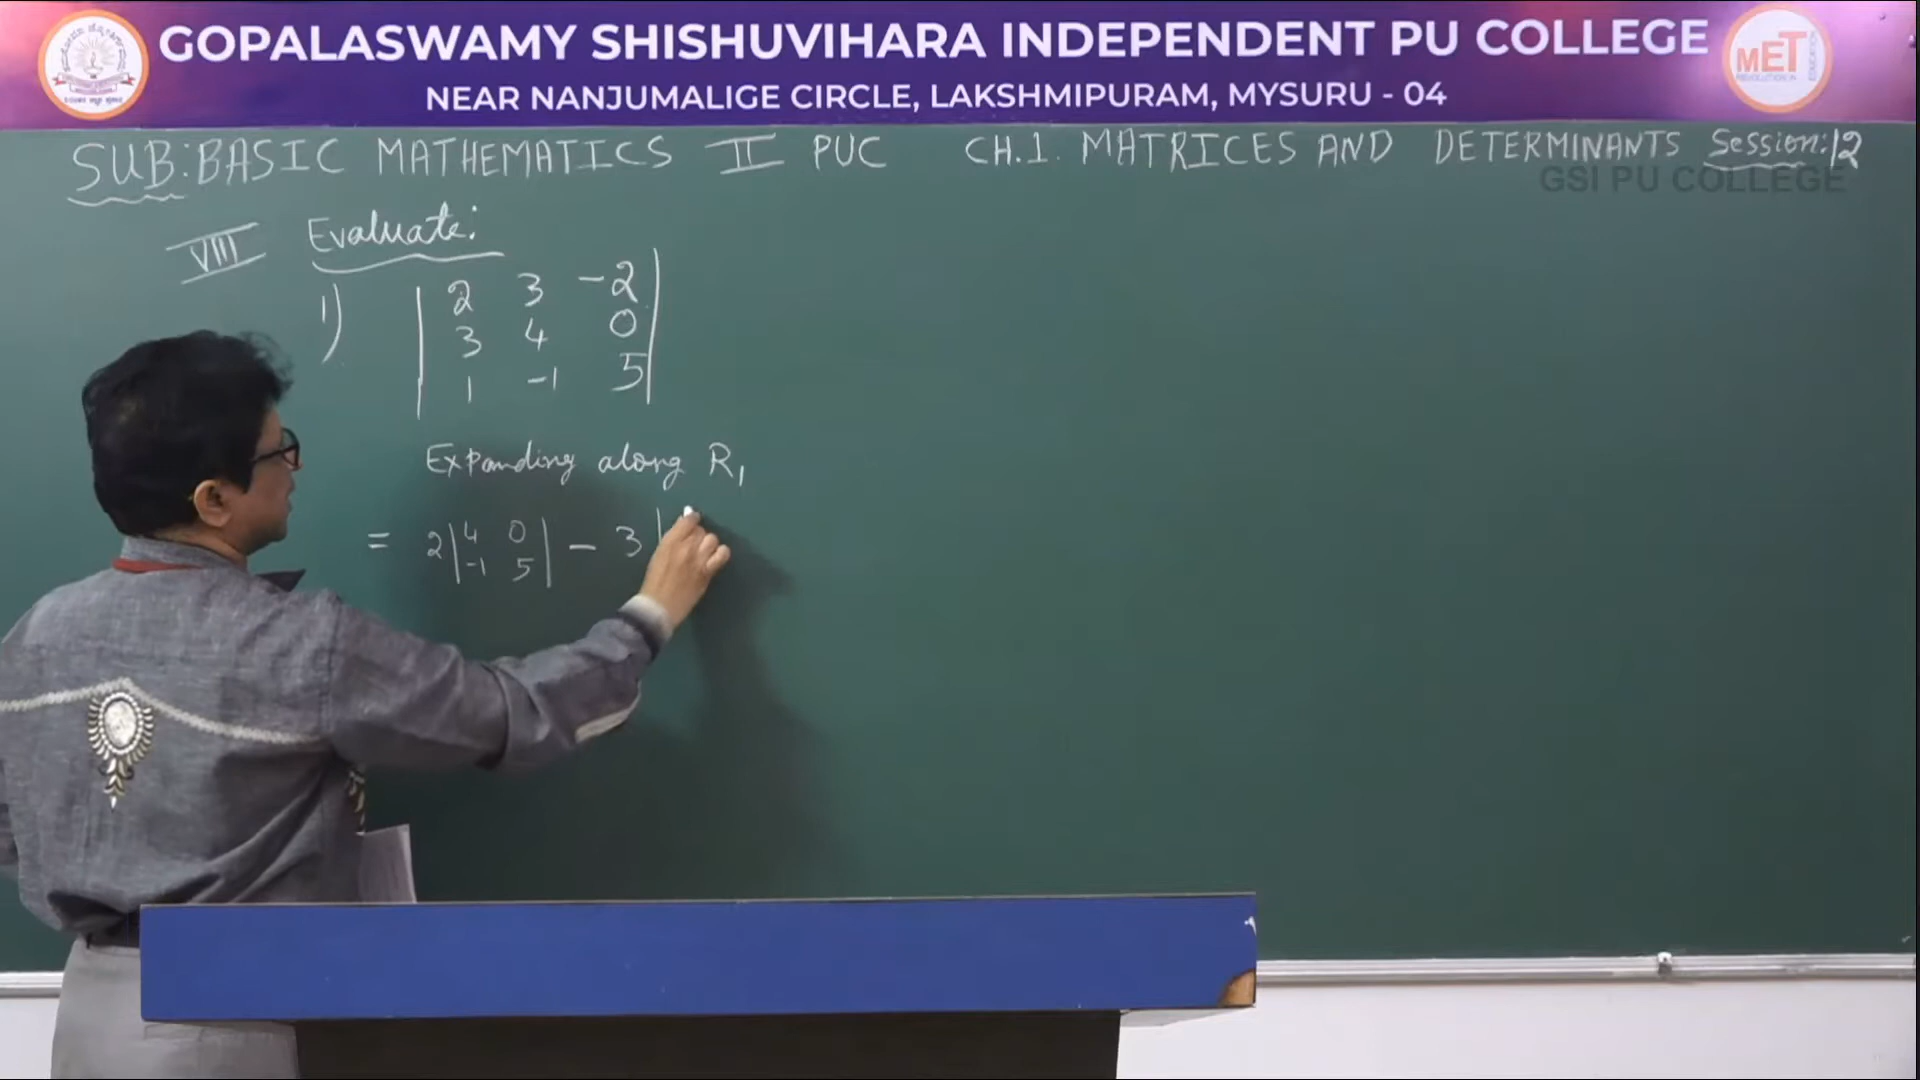 GOPALASWAMY SHISHUVIHARA INDEPENDENT PU COLLEGE
NEAR NANJUMALIGE CIRCLE, LAKSHMIPURAM, MYSURU - 04
MET
EDUCATION
SUB: BASIC MATHEMATICS II PUC CH.1. MATRICES AND DETERMINANTS Session: 12
GSI PU COLLEGE
VIII Evaluate:
1) | 2 3 -2 |
| 3 4 0 |
| 1 -1 5 |
Expanding along R₁
= 2 | 4 0 | - 3 |
| -1 5 |